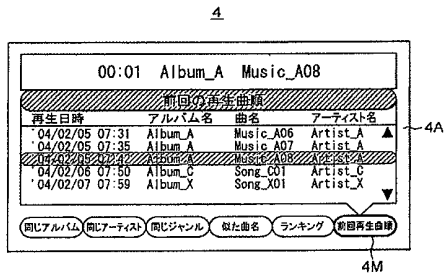 4
00:01 Album_A Music_A08
前回の再生曲順
再生日時 アルバム名 曲名 アーティスト名
'04/02/05 07:31 Album_A Music_A06 Artist_A
'04/02/05 07:35 Album_A Music_A07 Artist_A
'04/02/05 07:42 Album_A Music_A08 Artist_A
'04/02/06 07:50 Album_C Song_C01 Artist_C
'04/02/07 07:59 Album_X Song_X01 Artist_X
4A
同じアルバム 同じアーティスト 同じジャンル 似た曲名 ランキング 前回再生曲順
4M